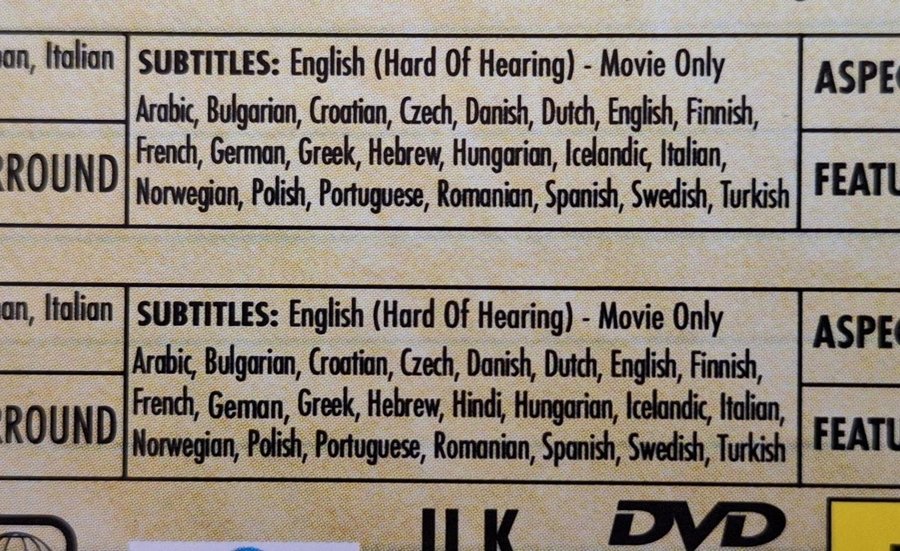 an, Italian
SUBTITLES: English (Hard Of Hearing) - Movie Only
Arabic, Bulgarian, Croatian, Czech, Danish, Dutch, English, Finnish,
French, German, Greek, Hebrew, Hungarian, Icelandic, Italian,
Norwegian, Polish, Portuguese, Romanian, Spanish, Swedish, Turkish
RROUND
ASPEC
FEATU
an, Italian
SUBTITLES: English (Hard Of Hearing) - Movie Only
Arabic, Bulgarian, Croatian, Czech, Danish, Dutch, English, Finnish,
French, Geman, Greek, Hebrew, Hindi, Hungarian, Icelandic, Italian,
Norwegian, Polish, Portuguese, Romanian, Spanish, Swedish, Turkish
RROUND
ASPEC
FEATU
U.K
DVD